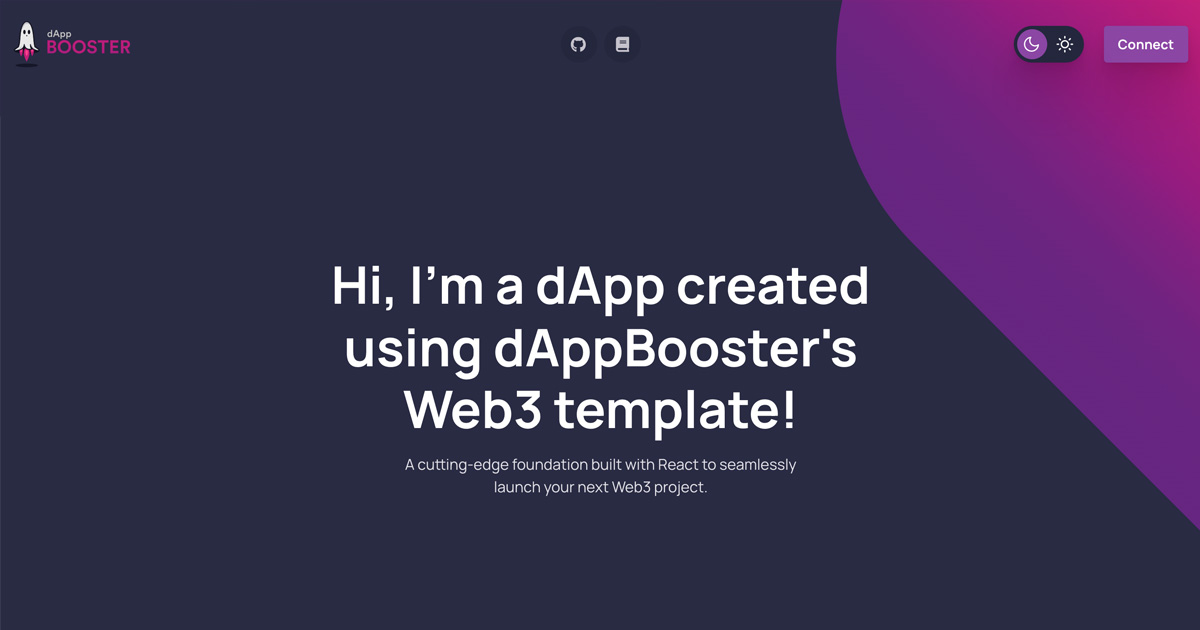 dApp
BOOSTER
Connect
Hi, I’m a dApp created
using dAppBooster's
Web3 template!
A cutting-edge foundation built with React to seamlessly
launch your next Web3 project.